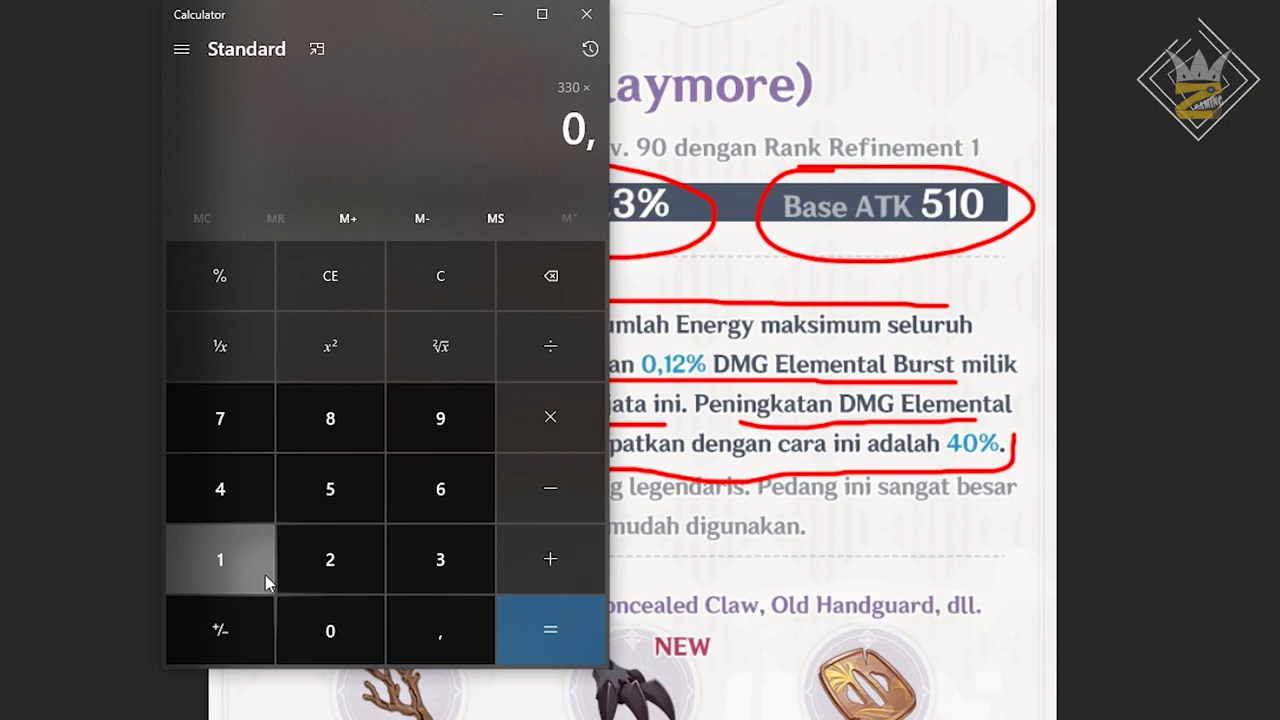 Calculator
Standard
330 ×
0,
MC MR M+ M- MS M˅
% CE C
¹/x x² ²√x ÷
7 8 9 ×
4 5 6 −
1 2 3 +
+/− 0 , =
laymore)
v. 90 dengan Rank Refinement 1
3% Base ATK 510
umlah Energy maksimum seluruh
an 0,12% DMG Elemental Burst milik
jata ini. Peningkatan DMG Elemental
patkan dengan cara ini adalah 40%.
g legendaris. Pedang ini sangat besar
mudah digunakan.
oncealed Claw, Old Handguard, dll.
NEW
GAMING